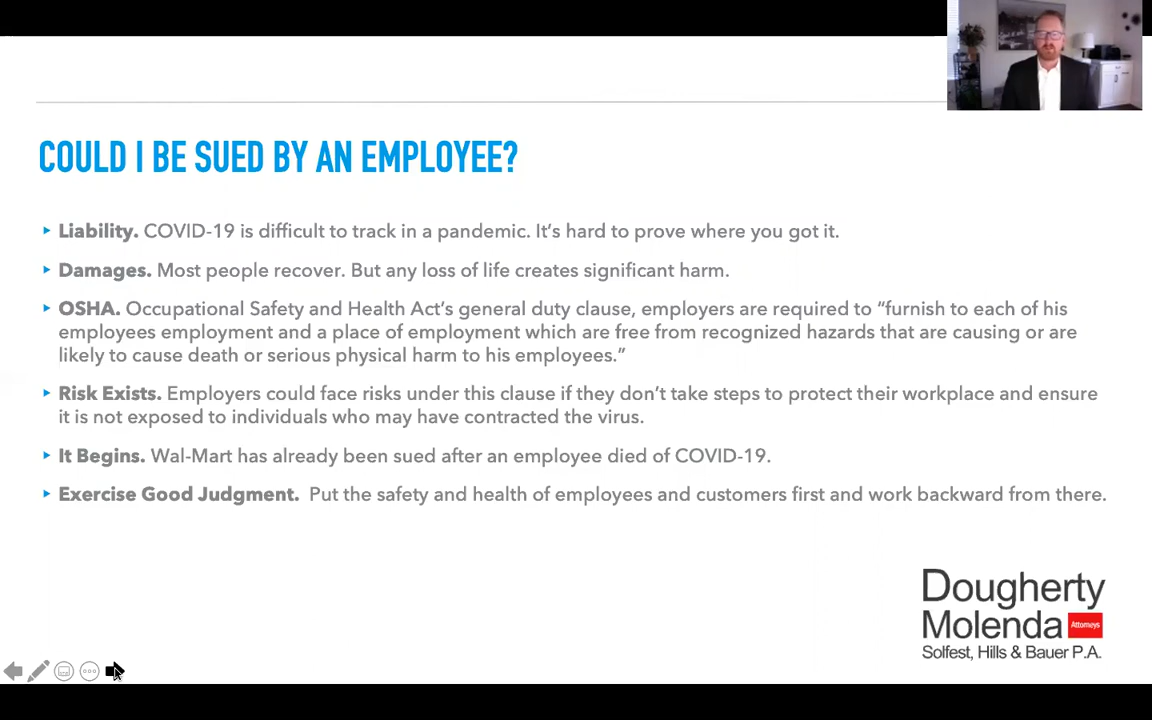 COULD I BE SUED BY AN EMPLOYEE?
Liability. COVID-19 is difficult to track in a pandemic. It’s hard to prove where you got it.
Damages. Most people recover. But any loss of life creates significant harm.
OSHA. Occupational Safety and Health Act’s general duty clause, employers are required to “furnish to each of his
employees employment and a place of employment which are free from recognized hazards that are causing or are
likely to cause death or serious physical harm to his employees.”
Risk Exists. Employers could face risks under this clause if they don’t take steps to protect their workplace and ensure
it is not exposed to individuals who may have contracted the virus.
It Begins. Wal-Mart has already been sued after an employee died of COVID-19.
Exercise Good Judgment. Put the safety and health of employees and customers first and work backward from there.
Dougherty
Molenda Attorneys
Solfest, Hills & Bauer P.A.